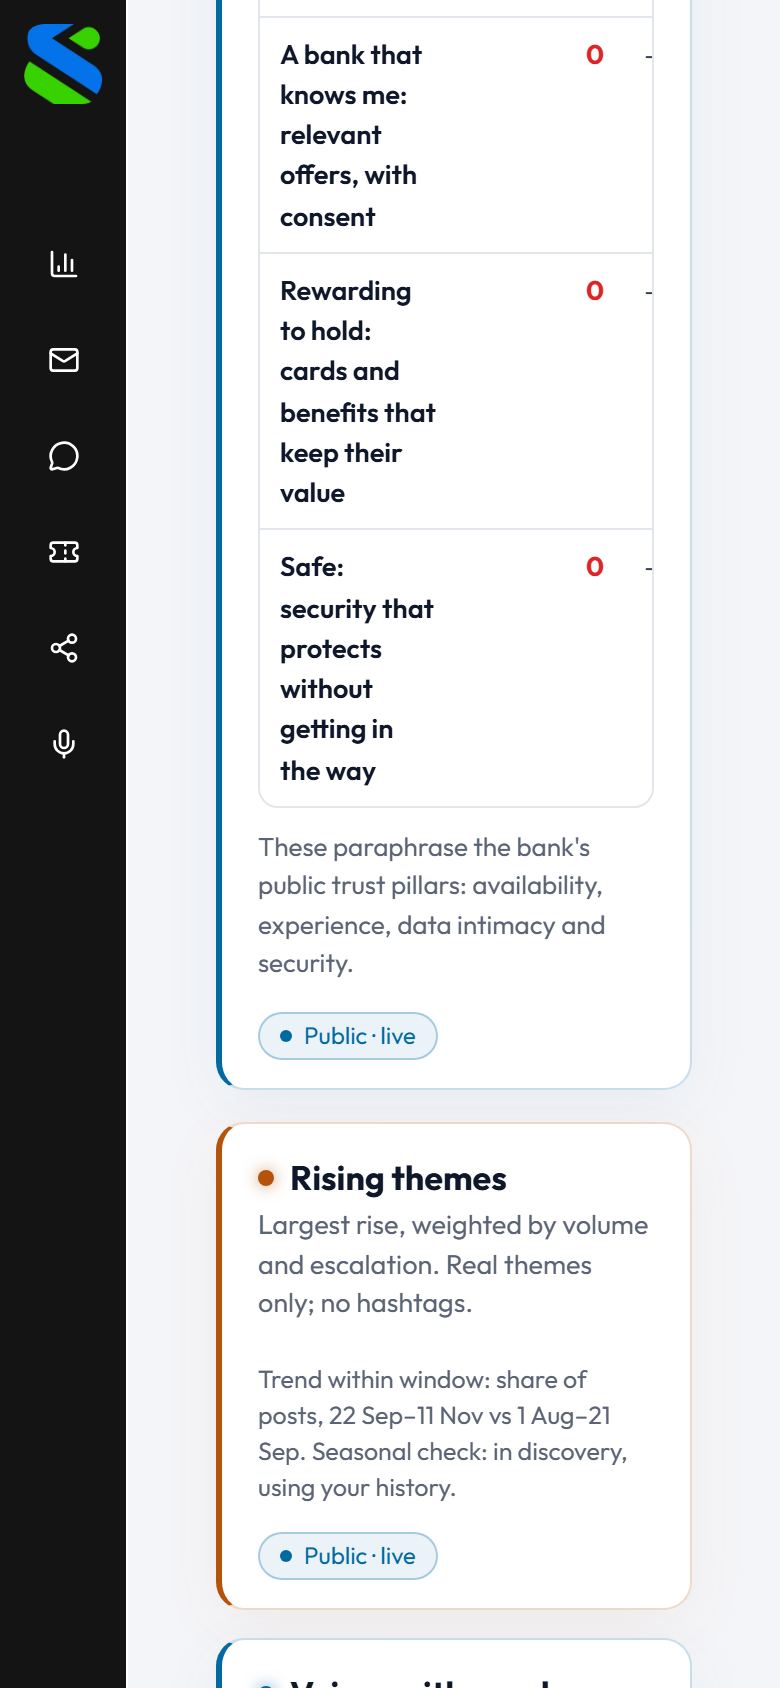 A bank that 0 -
knows me:
relevant
offers, with
consent
Rewarding 0 -
to hold:
cards and
benefits that
keep their
value
Safe: 0 -
security that
protects
without
getting in
the way
These paraphrase the bank's
public trust pillars: availability,
experience, data intimacy and
security.
Public · live
Rising themes
Largest rise, weighted by volume
and escalation. Real themes
only; no hashtags.
Trend within window: share of
posts, 22 Sep–11 Nov vs 1 Aug–21
Sep. Seasonal check: in discovery,
using your history.
Public · live